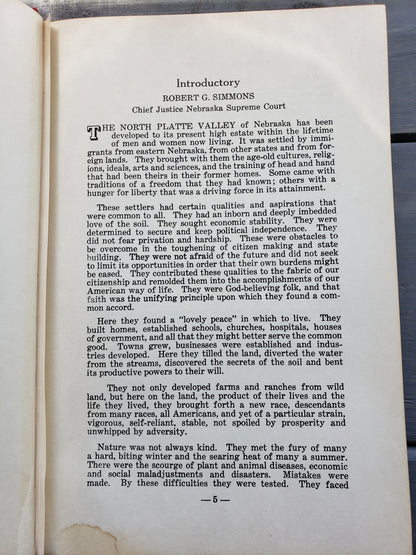 Introductory
ROBERT G. SIMMONS
Chief Justice Nebraska Supreme Court
THE NORTH PLATTE VALLEY of Nebraska has been
developed to its present high estate within the lifetime
of men and women now living. It was settled by immi-
grants from eastern Nebraska, from other states and from for-
eign lands. They brought with them the age-old cultures, relig-
ions, ideals, arts and sciences, and the training of head and hand
that had been theirs in their former homes. Some came with
traditions of a freedom that they had known; others with a
hunger for liberty that was a driving force in its attainment.
These settlers had certain qualities and aspirations that
were common to all. They had an inborn and deeply imbedded
love of the soil. They sought economic stability. They were
determined to secure and keep political independence. They
did not fear privation and hardship. These were obstacles to
be overcome in the toughening of citizen making and state
building. They were not afraid of the future and did not seek
to limit its opportunities in order that their own burdens might
be eased. They contributed these qualities to the fabric of our
citizenship and remolded them into the accomplishments of our
American way of life. They were God-believing folk, and that
faith was the unifying principle upon which they found a com-
mon accord.
Here they found a "lovely peace" in which to live. They
built homes, established schools, churches, hospitals, houses
of government, and all that they might better serve the common
good. Towns grew, businesses were established and indus-
tries developed. Here they tilled the land, diverted the water
from the streams, discovered the secrets of the soil and bent
its productive powers to their will.
They not only developed farms and ranches from wild
land, but here on the land, the product of their lives and the
life they lived, they brought forth a new race, descendants
from many races, all Americans, and yet of a particular strain,
vigorous, self-reliant, stable, not spoiled by prosperity and
unwhipped by adversity.
Nature was not always kind. They met the fury of many
a hard, biting winter and the searing heat of many a summer.
There were the scourge of plant and animal diseases, economic
and social maladjustments and disasters. Mistakes were
made. By these difficulties they were tested. They faced
— 5 —